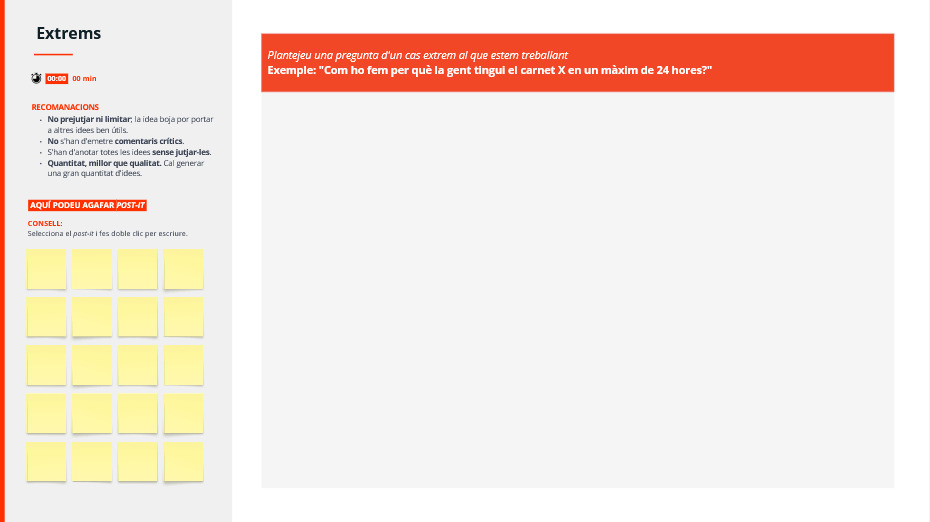 Extrems
00:00 00 min
RECOMANACIONS
• No prejutjar ni limitar; la idea boja por portar
a altres idees ben útils.
• No s'han d'emetre comentaris crítics.
• S'han d'anotar totes les idees sense jutjar-les.
• Quantitat, millor que qualitat. Cal generar
una gran quantitat d'idees.
AQUÍ PODEU AGAFAR POST-IT
CONSELL:
Selecciona el post-it i fes doble clic per escriure.
Plantejeu una pregunta d'un cas extrem al que estem treballant
Exemple: "Com ho fem per què la gent tingui el carnet X en un màxim de 24 hores?"